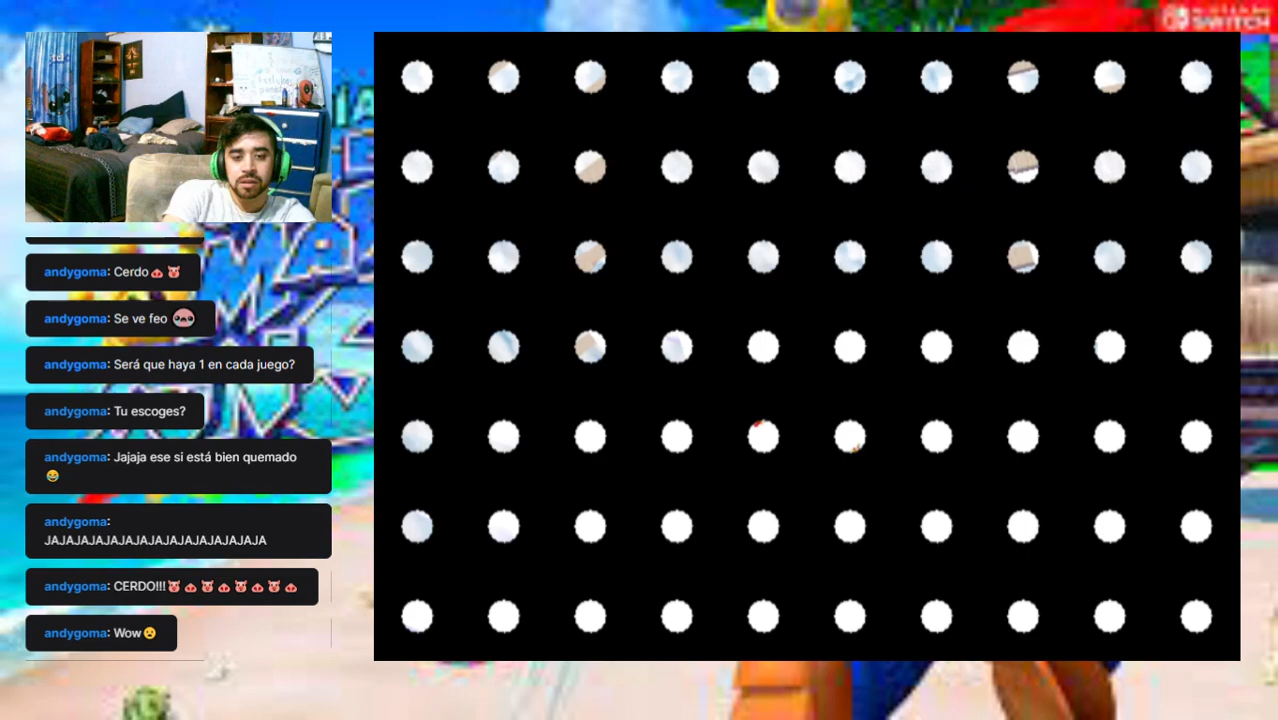 SWITCH
andygoma: Cerdo
andygoma: Se ve feo
andygoma: Será que haya 1 en cada juego?
andygoma: Tu escoges?
andygoma: Jajaja ese si está bien quemado
andygoma:
JAJAJAJAJAJAJAJAJAJAJAJAJAJA
andygoma: CERDO!!!
andygoma: Wow